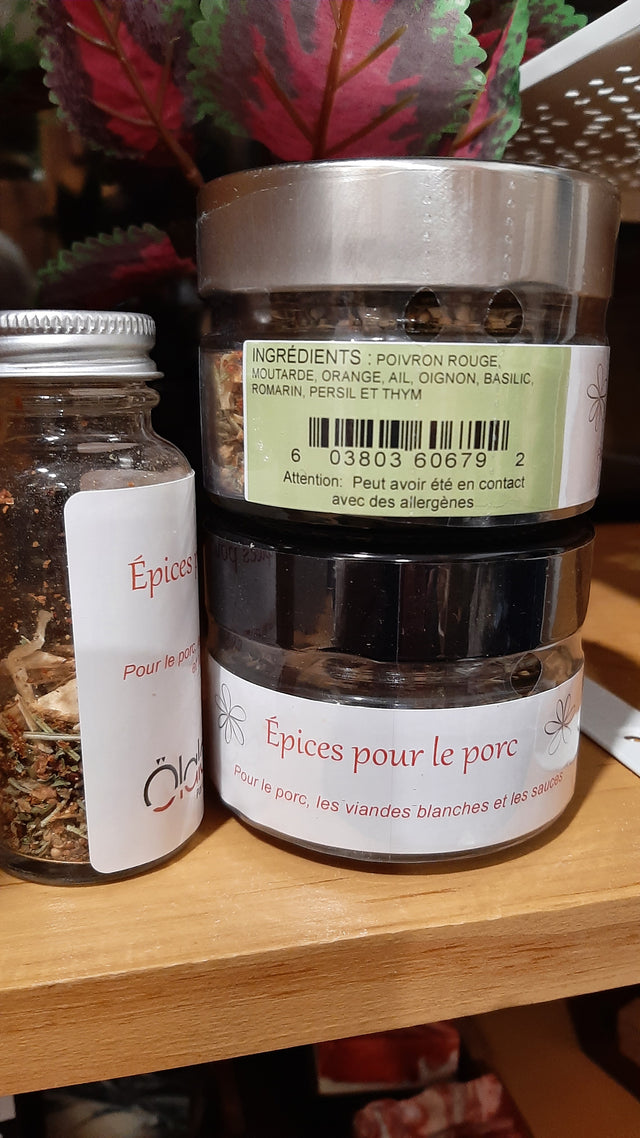 INGRÉDIENTS : POIVRON ROUGE,
MOUTARDE, ORANGE, AIL, OIGNON, BASILIC,
ROMARIN, PERSIL ET THYM
6 03803 60679 2
Attention: Peut avoir été en contact
avec des allergènes
Épices
Pour le porc,
Épices pour le porc
Pour le porc, les viandes blanches et les sauces